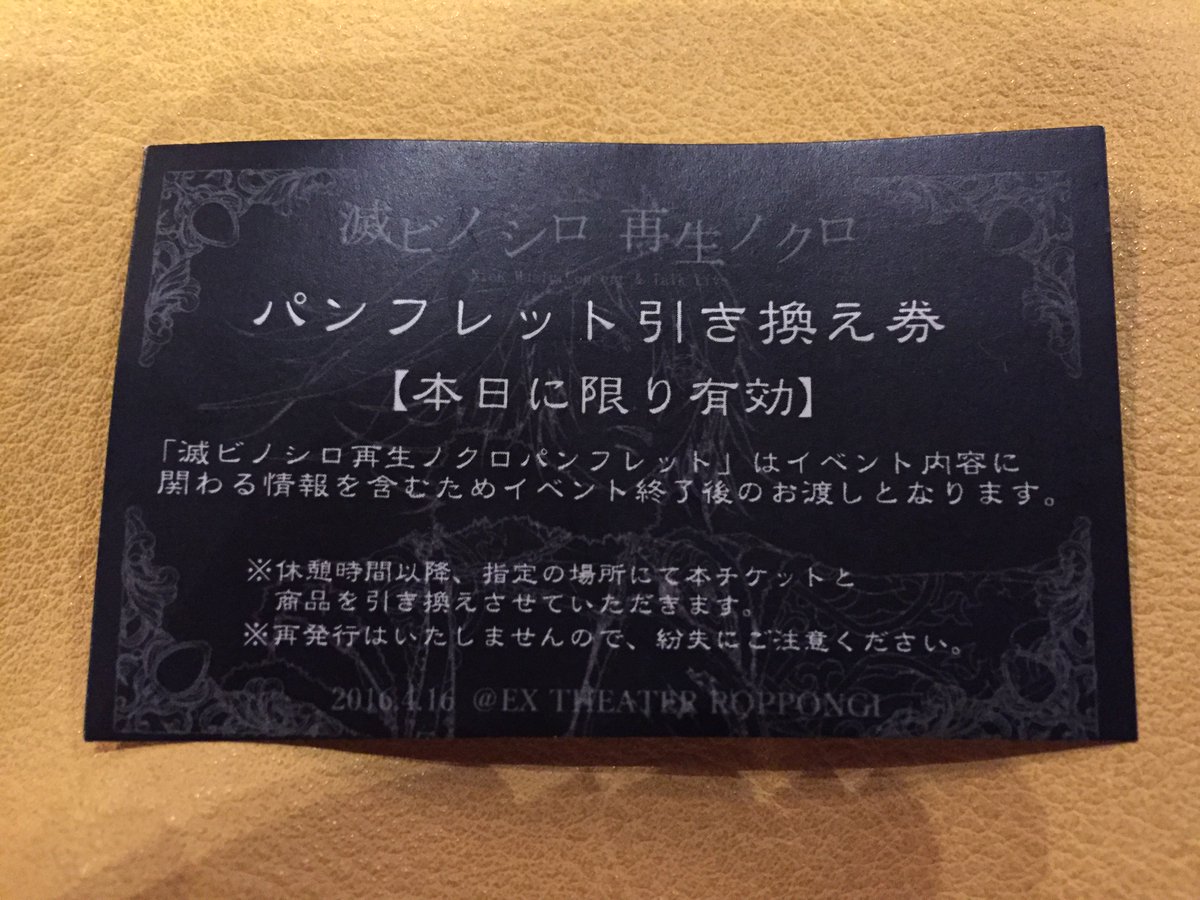 滅ビノシロ 再生ノクロ
パンフレット引き換え券
【本日に限り有効】
「滅ビノシロ再生ノクロパンフレット」はイベント内容に
関わる情報を含むためイベント終了後のお渡しとなります。
※休憩時間以降、指定の場所にて本チケットと
商品を引き換えさせていただきます。
※再発行はいたしませんので、紛失にご注意ください。
2016.4.16 @EX THEATER ROPPONGI